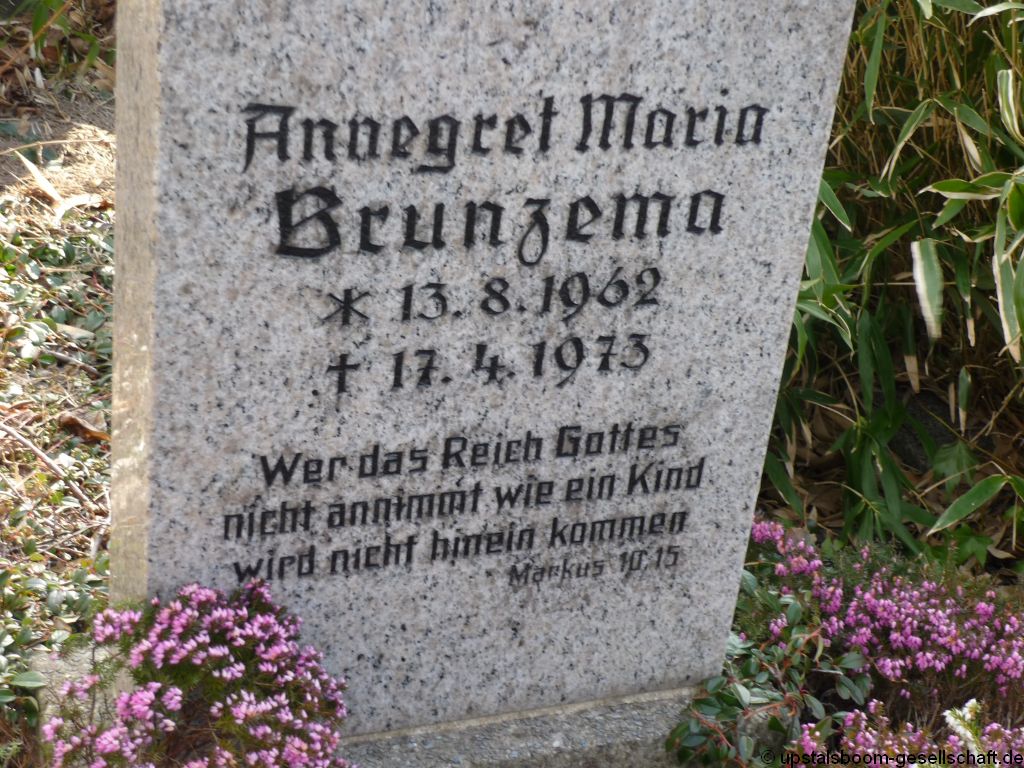 Annegret Maria
Brunzema
* 13. 8. 1962
† 17. 4. 1973
Wer das Reich Gottes
nicht annimmt wie ein Kind
wird nicht hinein kommen
Markus 10, 15
© upstalsboom-gesellschaft.de